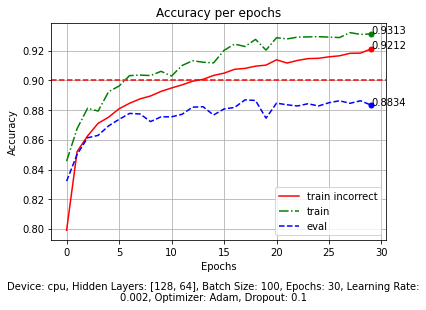 Accuracy per epochs
0.9313
0.9212
0.8834
0.92
0.90
0.88
0.86
0.84
0.82
0.80
Accuracy
train incorrect
train
eval
0 5 10 15 20 25 30
Epochs
Device: cpu, Hidden Layers: [128, 64], Batch Size: 100, Epochs: 30, Learning Rate:
0.002, Optimizer: Adam, Dropout: 0.1